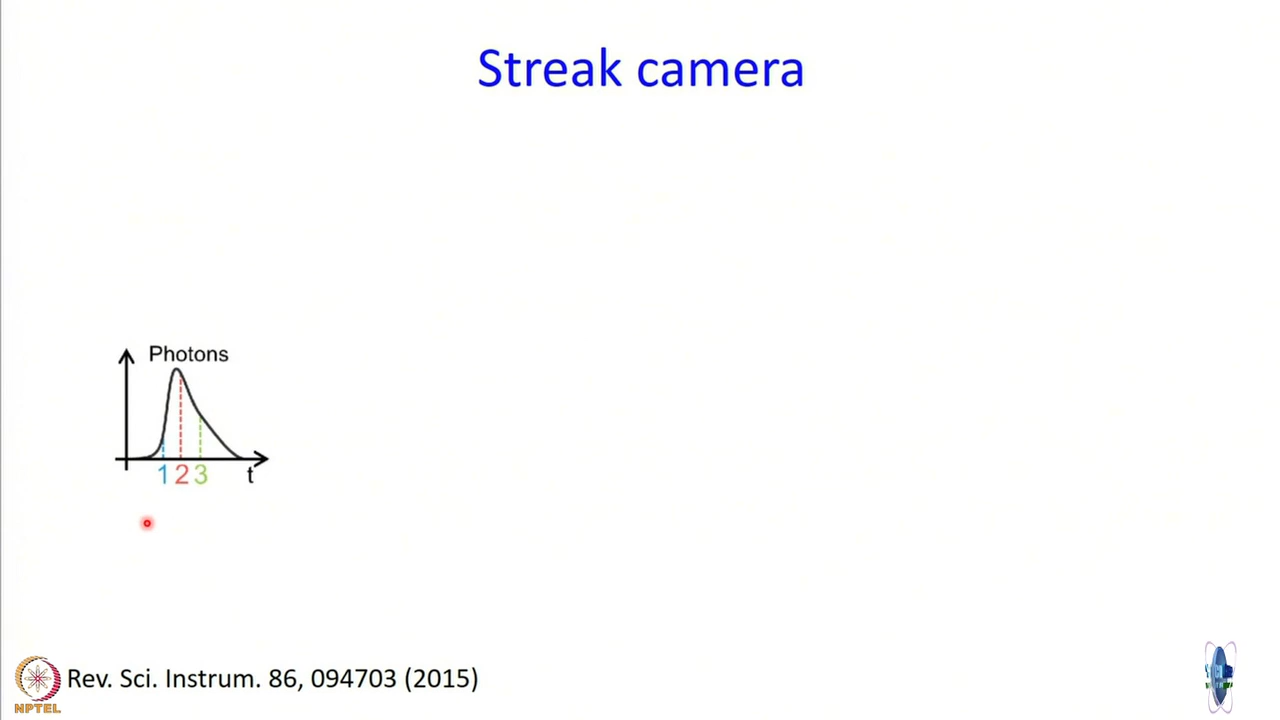 Streak camera
Photons
1 2 3 t
Rev. Sci. Instrum. 86, 094703 (2015)
NPTEL